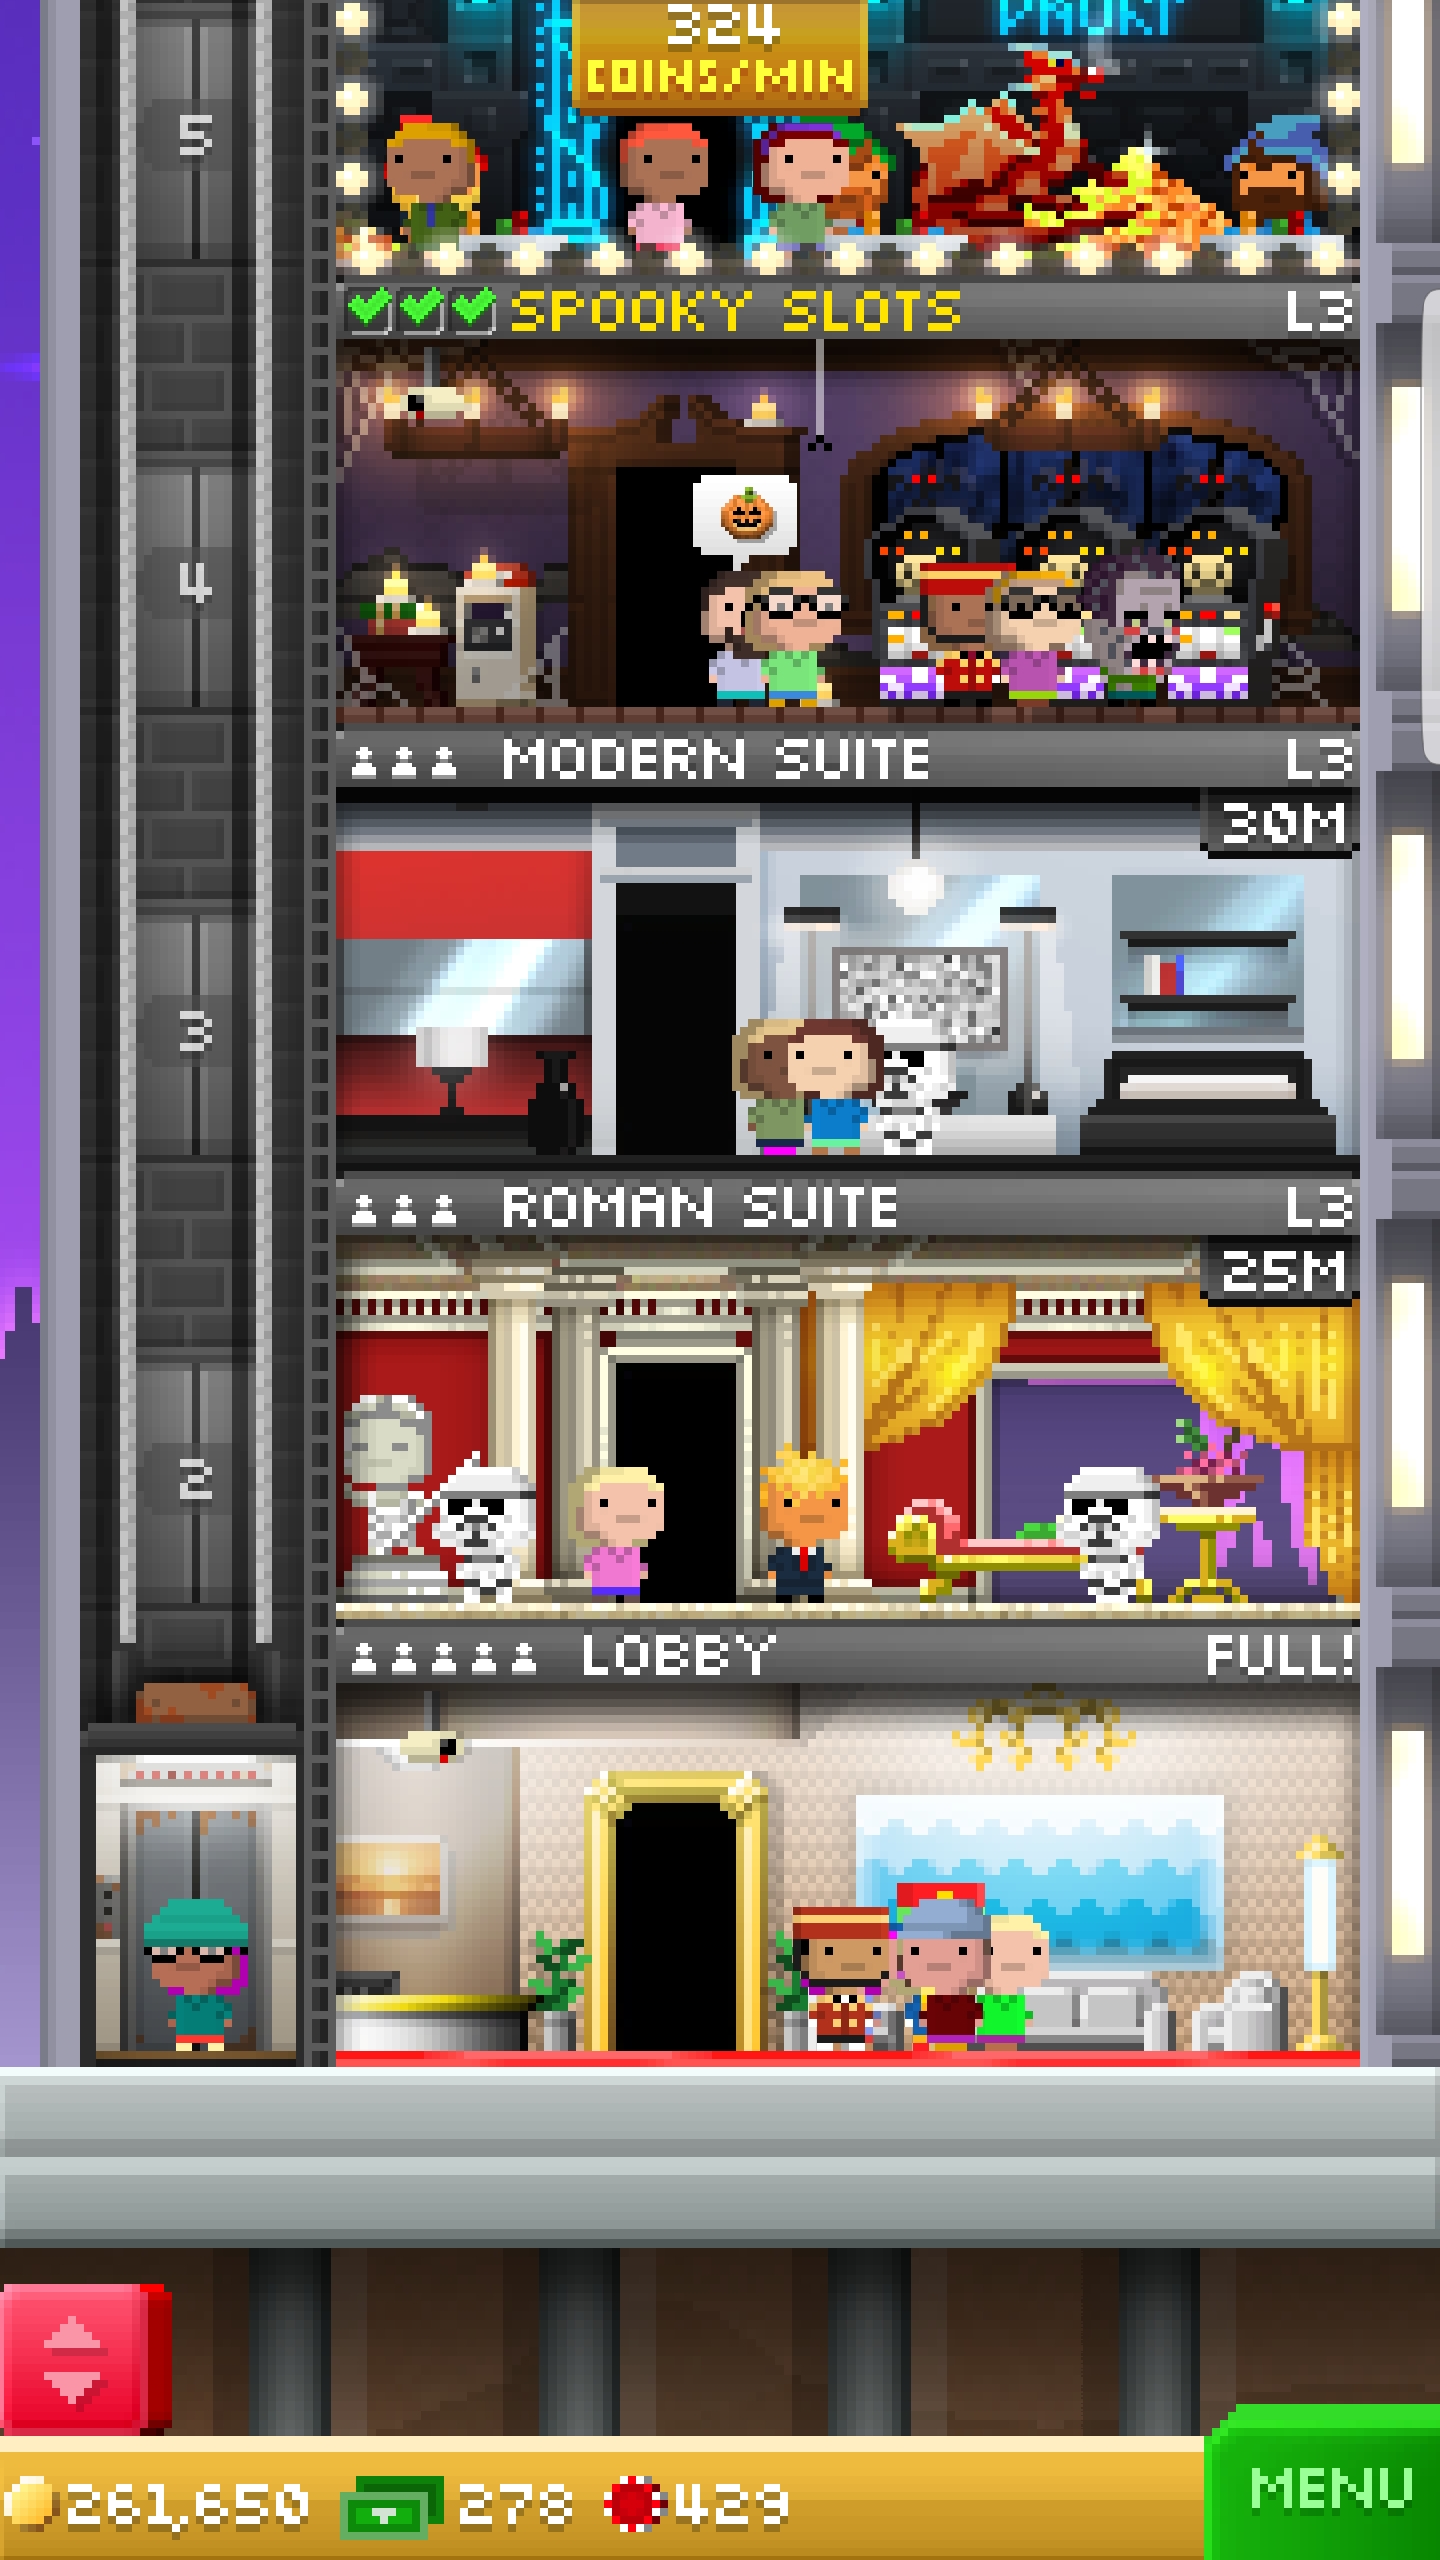 324
COINS/MIN
5
SPOOKY SLOTS L3
4
MODERN SUITE L3
30M
3
ROMAN SUITE L3
25M
2
LOBBY FULL!
261,650 278 429
MENU